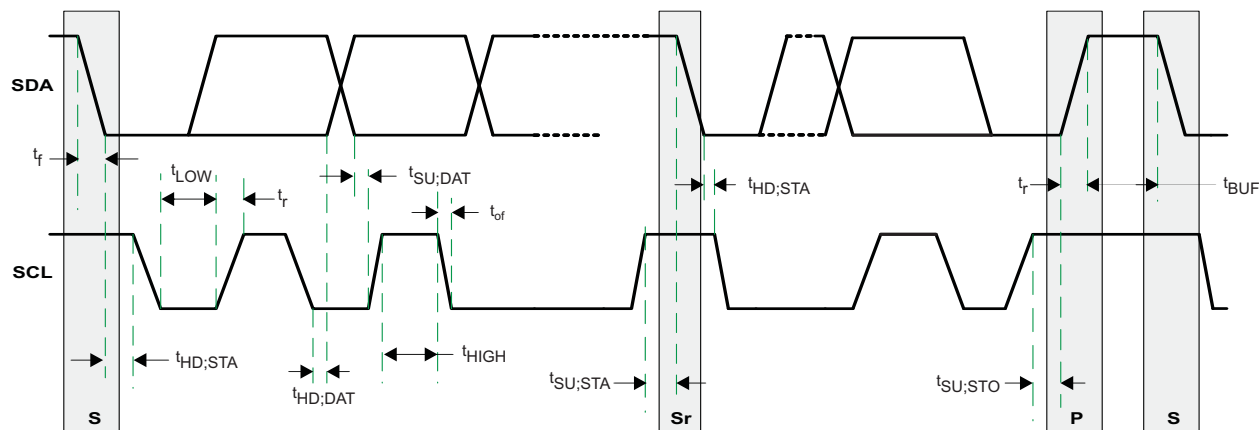 SDA
t_f
t_LOW
t_r
t_SU;DAT
t_of
t_HD;STA
t_r
t_BUF
SCL
t_HD;STA
t_HD;DAT
t_HIGH
t_SU;STA
t_SU;STO
S
Sr
P
S